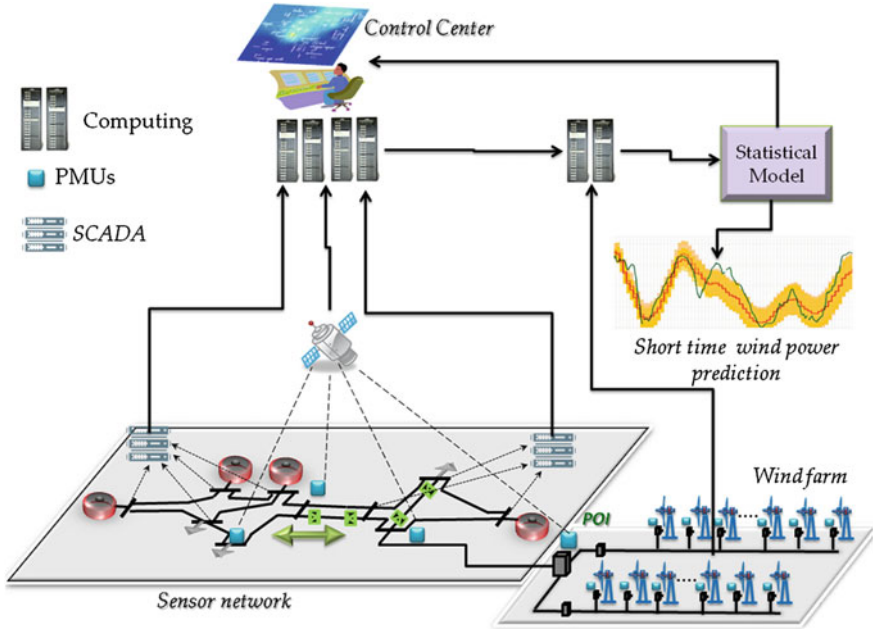 Control Center
Computing
PMUs
SCADA
Statistical
Model
Short time wind power
prediction
Wind farm
POI
Sensor network